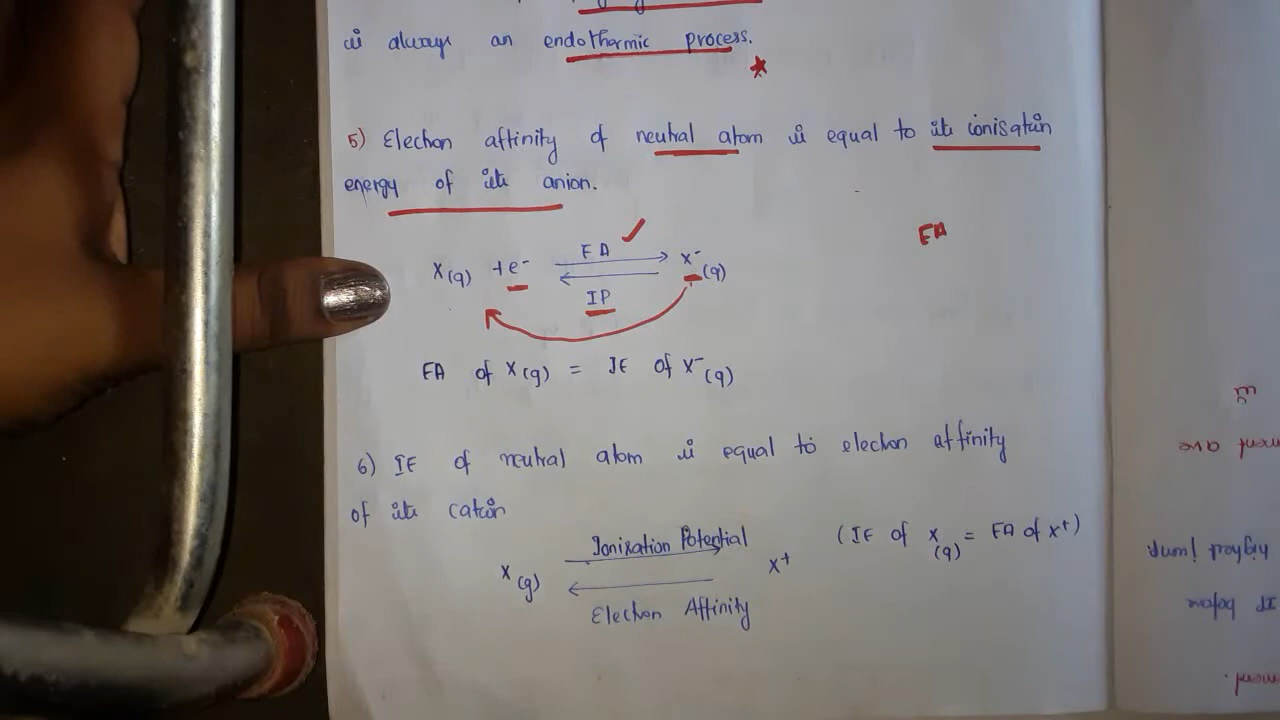 is always an endothermic process.
5) Electron affinity of neutral atom is equal to its ionisation
energy of its anion.
EA
X(g) + e- EA X-(g)
IP
EA of X(g) = IE of X-(g)
6) IE of neutral atom is equal to electron affinity
of its cation
Ionization Potential (IE of X(g) = EA of X+)
X(g) X+
Electron Affinity